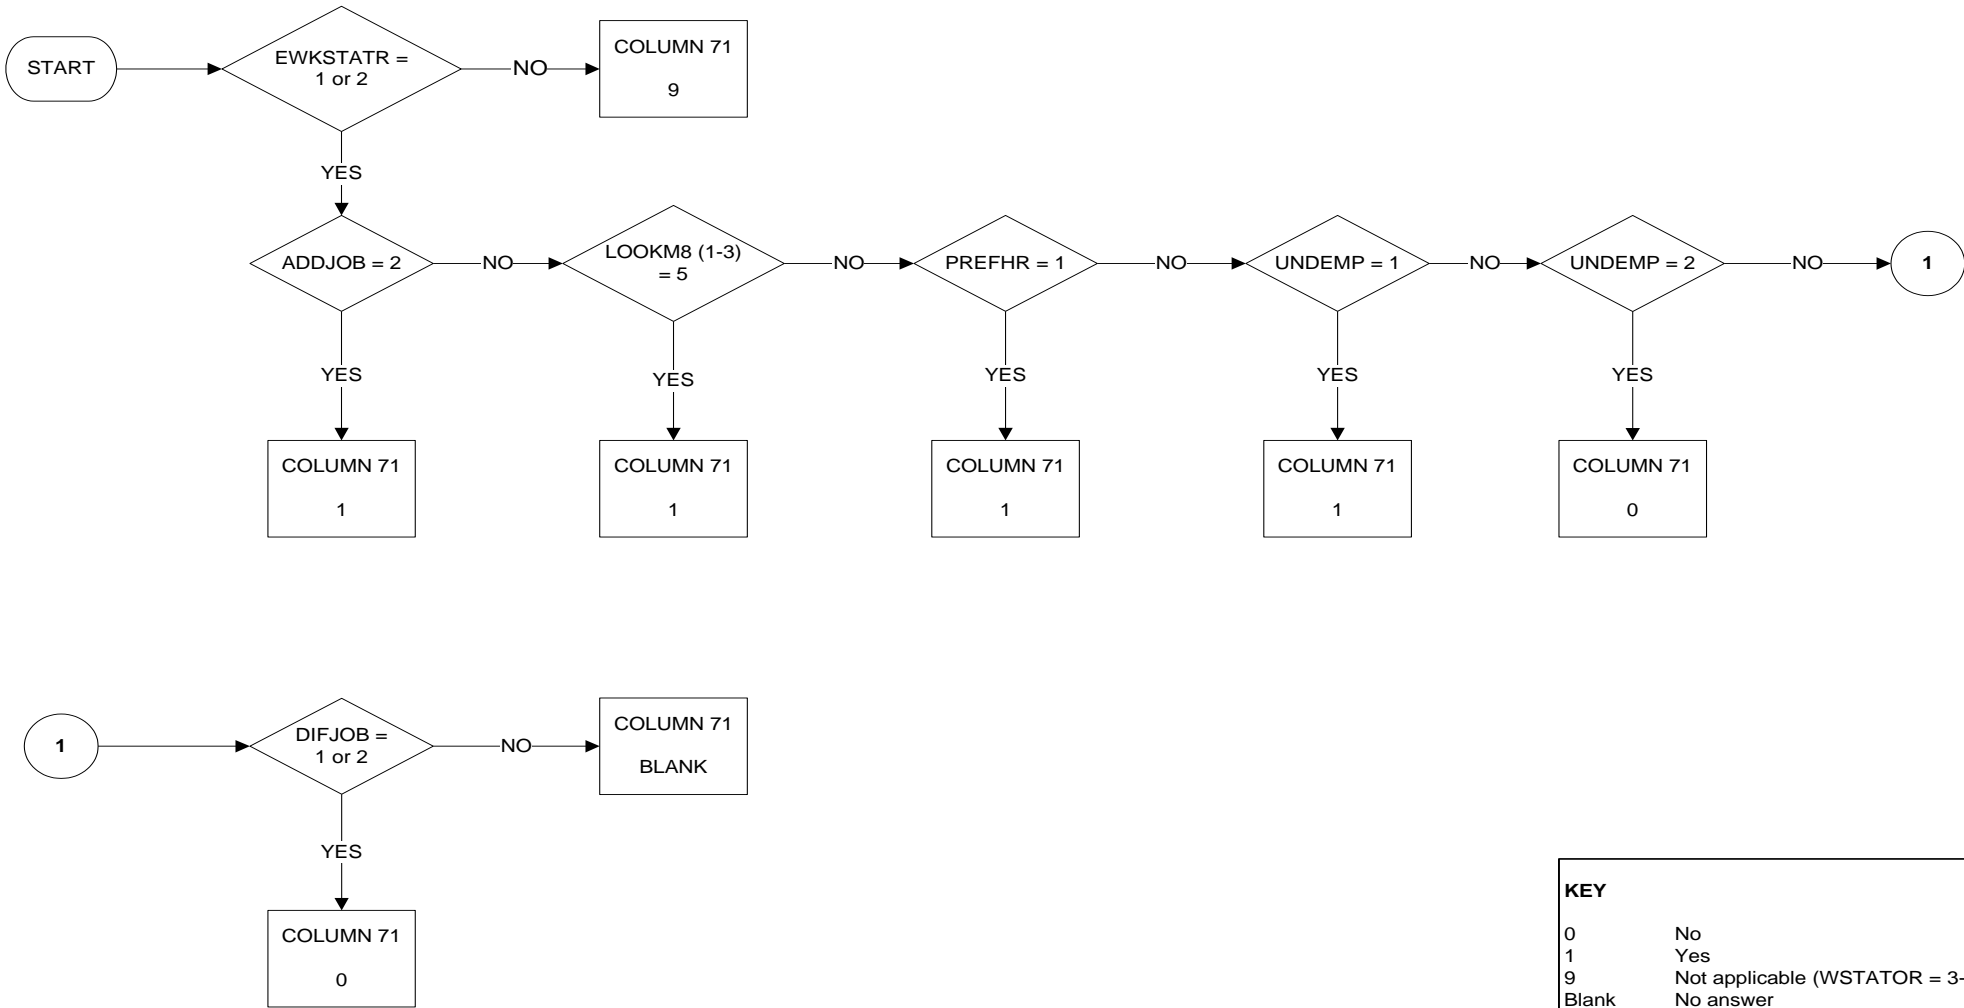 START
EWKSTATR =
1 or 2
NO
COLUMN 71
9
YES
ADDJOB = 2
NO
LOOKM8 (1-3)
= 5
NO
PREFHR = 1
NO
UNDEMP = 1
NO
UNDEMP = 2
NO
1
YES
YES
YES
YES
YES
COLUMN 71
1
COLUMN 71
1
COLUMN 71
1
COLUMN 71
1
COLUMN 71
0
1
DIFJOB =
1 or 2
NO
COLUMN 71
BLANK
YES
COLUMN 71
0
KEY
0 No
1 Yes
9 Not applicable (WSTATOR = 3-
Blank No answer